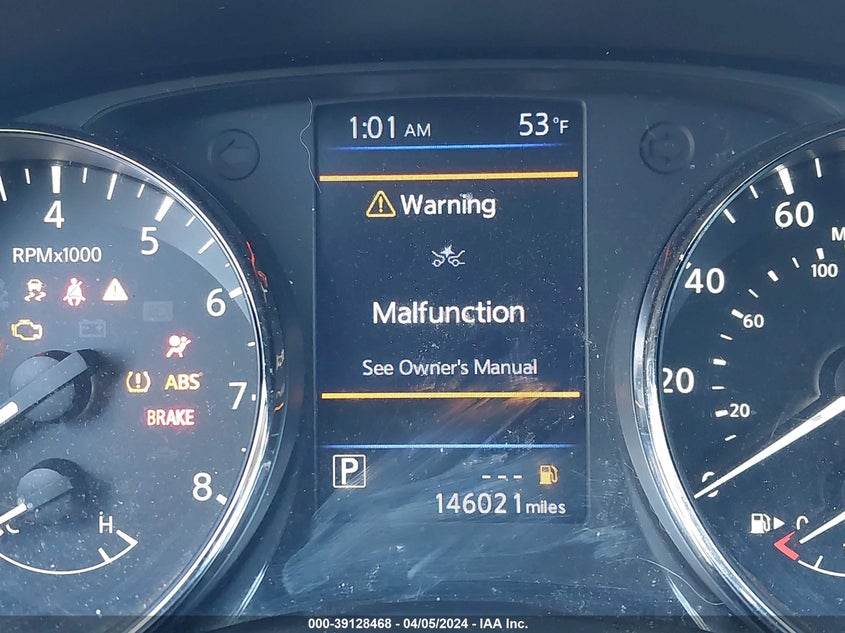 1:01 AM 53°F
Warning
4
5
6
7
8
RPMx1000
ABS
BRAKE
H
Malfunction
See Owner's Manual
P
---
146021 miles
60
40
20
0
100
60
20
000-39128468 - 04/05/2024 - IAA Inc.